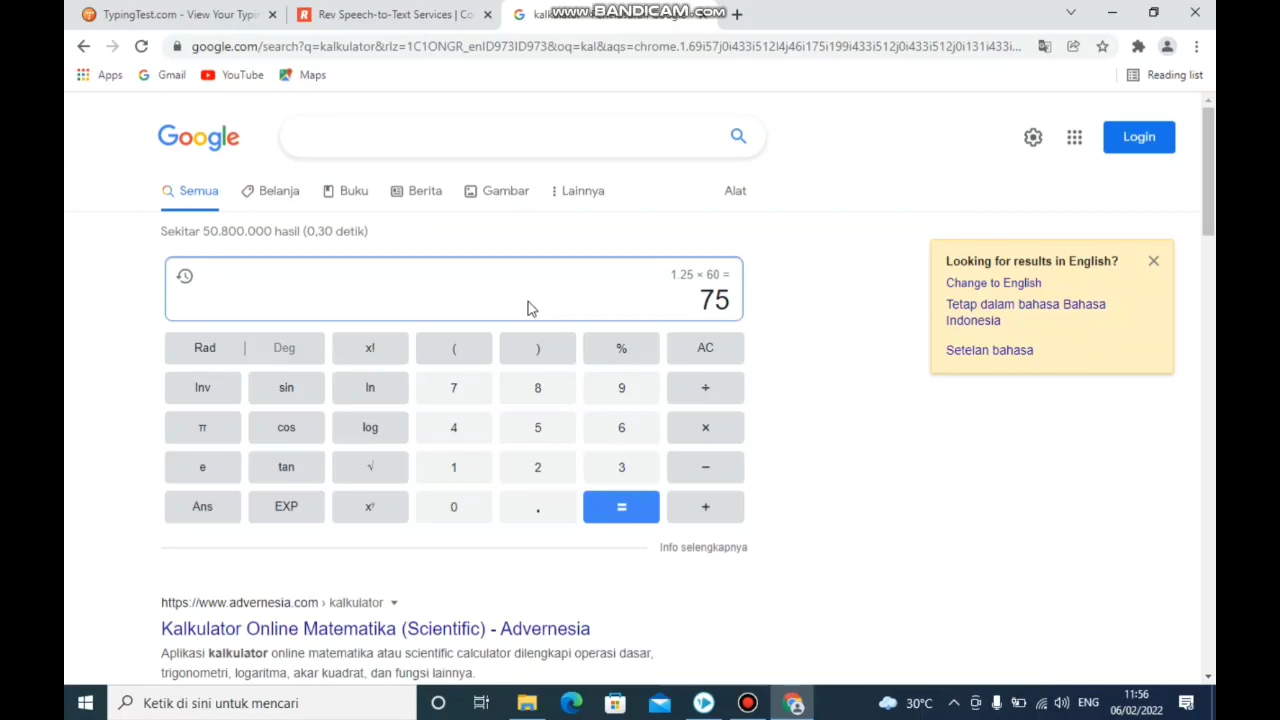 TypingTest.com - View Your Typin
Rev Speech-to-Text Services | Co
kalk
www.BANDICAM.com
google.com/search?q=kalkulator&rlz=1C1ONGR_enID973ID973&oq=kal&aqs=chrome.1.69i57j0i433i512l4j46i175i199i433i512j0i433i512j0i131i433i...
Apps
Gmail
YouTube
Maps
Reading list
Google
Login
Semua
Belanja
Buku
Berita
Gambar
Lainnya
Alat
Sekitar 50.800.000 hasil (0,30 detik)
1.25 × 60 =
75
Looking for results in English?
Change to English
Tetap dalam bahasa Bahasa
Indonesia
Setelan bahasa
Rad | Deg x! ( ) % AC
Inv sin ln 7 8 9 ÷
π cos log 4 5 6 ×
e tan √ 1 2 3 −
Ans EXP xʸ 0 . = +
Info selengkapnya
https://www.advernesia.com › kalkulator
Kalkulator Online Matematika (Scientific) - Advernesia
Aplikasi kalkulator online matematika atau scientific calculator dilengkapi operasi dasar,
trigonometri, logaritma, akar kuadrat, dan fungsi lainnya.
Ketik di sini untuk mencari
30°C
ENG
11:56
06/02/2022